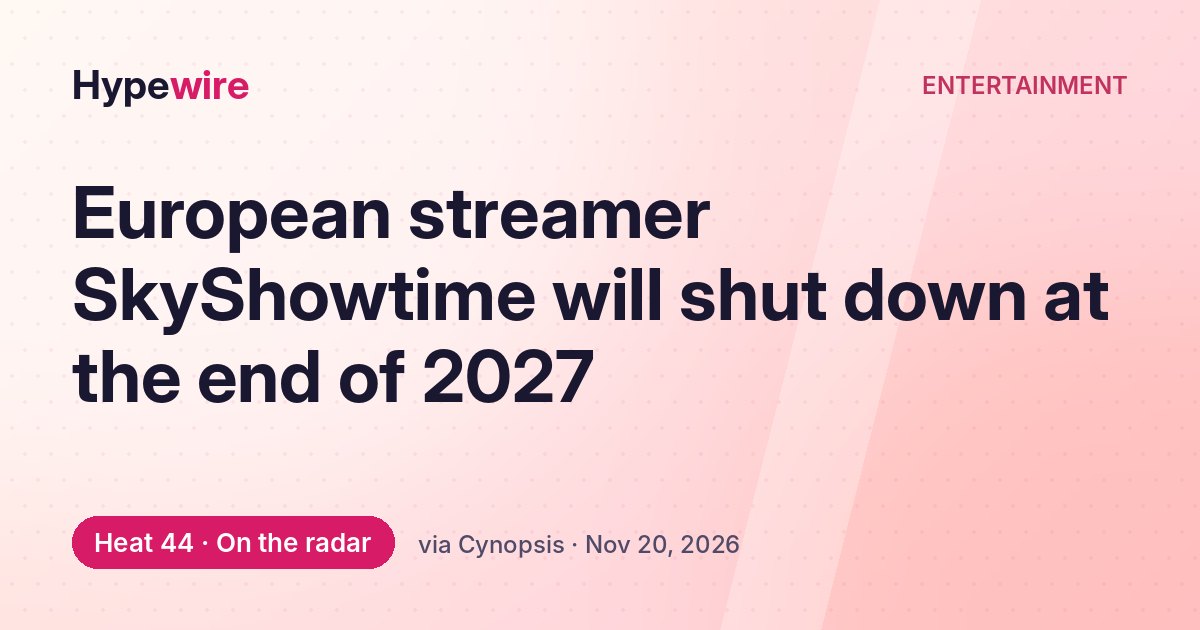 Hypewire
ENTERTAINMENT
European streamer
SkyShowtime will shut down at
the end of 2027
Heat 44 · On the radar
via Cynopsis · Nov 20, 2026